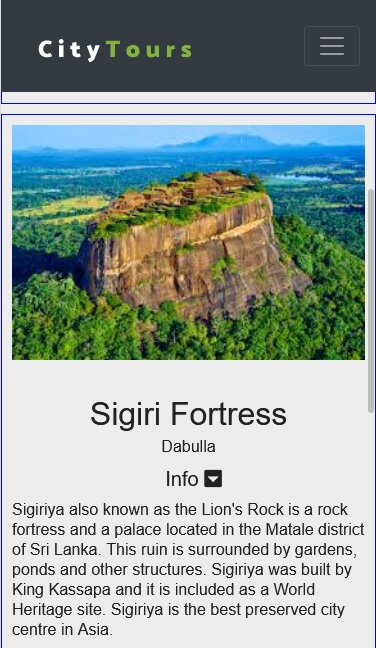 CityTours
Sigiri Fortress
Dabulla
Info
Sigiriya also known as the Lion's Rock is a rock
fortress and a palace located in the Matale district
of Sri Lanka. This ruin is surrounded by gardens,
ponds and other structures. Sigiriya was built by
King Kassapa and it is included as a World
Heritage site. Sigiriya is the best preserved city
centre in Asia.